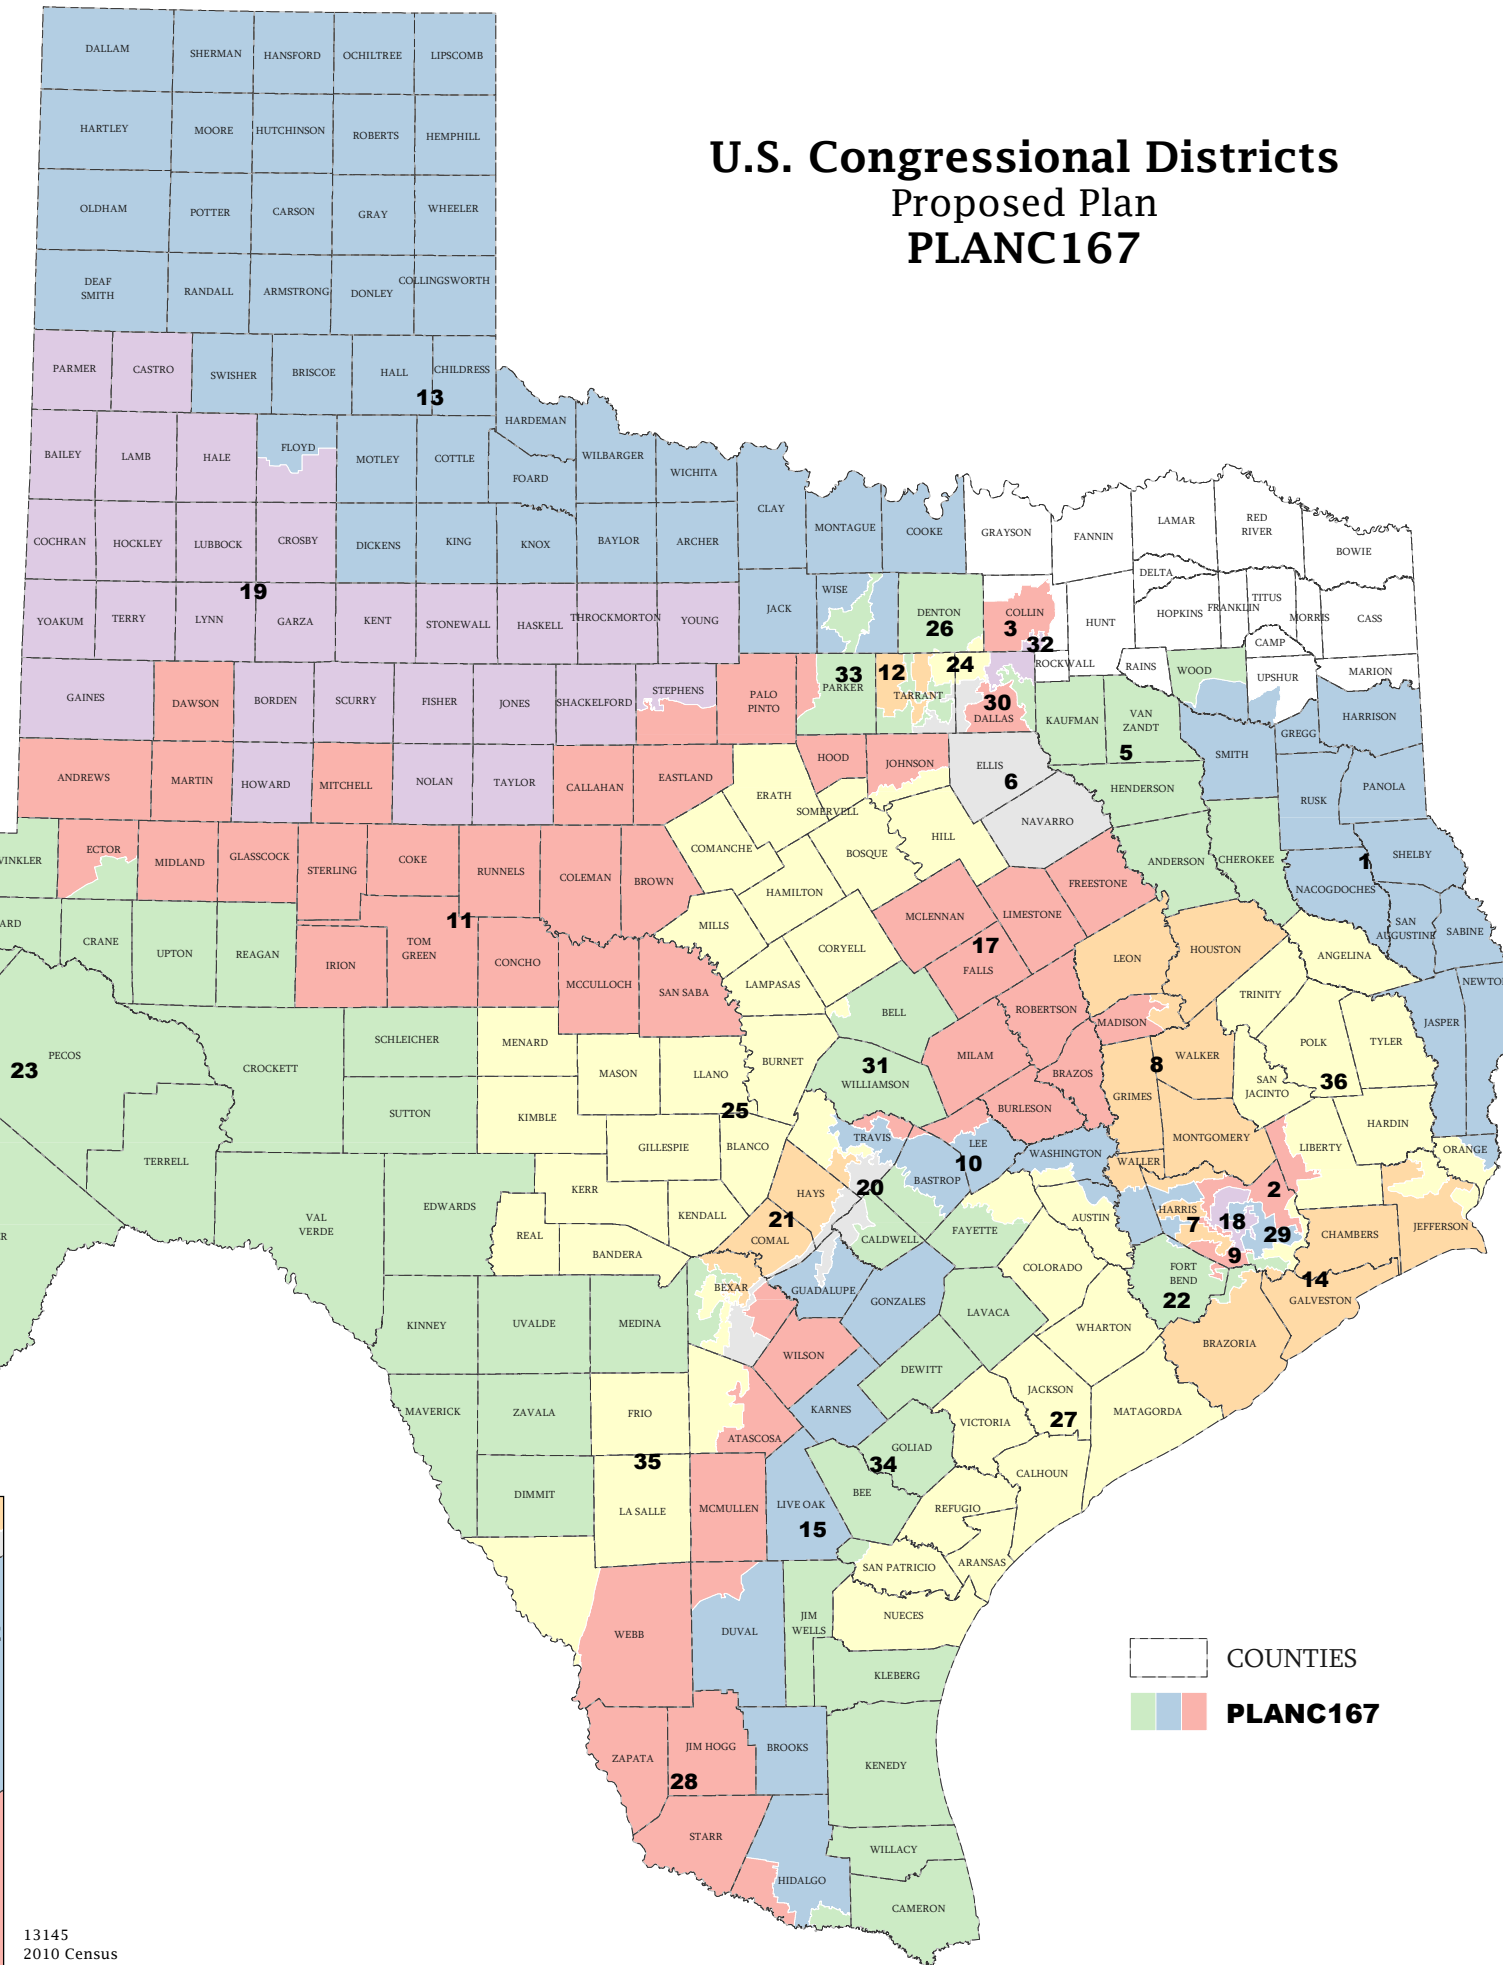 U.S. Congressional Districts
Proposed Plan
PLANC167
DALLAM
SHERMAN
HANSFORD
OCHILTREE
LIPSCOMB
HARTLEY
MOORE
HUTCHINSON
ROBERTS
HEMPHILL
OLDHAM
POTTER
CARSON
GRAY
WHEELER
DEAF
SMITH
RANDALL
ARMSTRONG
DONLEY
COLLINGSWORTH
PARMER
CASTRO
SWISHER
BRISCOE
HALL
CHILDRESS
13
HARDEMAN
BAILEY
LAMB
HALE
FLOYD
MOTLEY
COTTLE
FOARD
WILBARGER
WICHITA
CLAY
MONTAGUE
COOKE
GRAYSON
FANNIN
LAMAR
RED
RIVER
BOWIE
COCHRAN
HOCKLEY
LUBBOCK
CROSBY
DICKENS
KING
KNOX
BAYLOR
ARCHER
19
YOAKUM
TERRY
LYNN
GARZA
KENT
STONEWALL
HASKELL
THROCKMORTON
YOUNG
JACK
WISE
DENTON
26
COLLIN
3
32
HUNT
DELTA
HOPKINS
FRANKLIN
TITUS
MORRIS
CASS
CAMP
ROCKWALL
RAINS
WOOD
UPSHUR
MARION
GAINES
DAWSON
BORDEN
SCURRY
FISHER
JONES
SHACKELFORD
STEPHENS
PALO
PINTO
33
PARKER
12
TARRANT
24
30
DALLAS
KAUFMAN
VAN
ZANDT
5
SMITH
GREGG
HARRISON
ANDREWS
MARTIN
HOWARD
MITCHELL
NOLAN
TAYLOR
CALLAHAN
EASTLAND
HOOD
JOHNSON
ELLIS
6
HENDERSON
RUSK
PANOLA
ERATH
SOMERVELL
NAVARRO
HILL
COMANCHE
BOSQUE
INKLER
ECTOR
MIDLAND
GLASSCOCK
STERLING
COKE
RUNNELS
COLEMAN
BROWN
HAMILTON
ANDERSON
CHEROKEE
1
SHELBY
NACOGDOCHES
FREESTONE
LIMESTONE
MCLENNAN
17
FALLS
MILLS
CORYELL
ARD
CRANE
UPTON
REAGAN
IRION
TOM
GREEN
11
CONCHO
MCCULLOCH
SAN SABA
LAMPASAS
BELL
LEON
HOUSTON
ANGELINA
SAN
AUGUSTINE
SABINE
NEWTO
JASPER
TRINITY
POLK
TYLER
ROBERTSON
MADISON
23
PECOS
CROCKETT
SCHLEICHER
MENARD
MASON
LLANO
BURNET
31
WILLIAMSON
MILAM
BRAZOS
8
WALKER
SAN
JACINTO
36
GRIMES
SUTTON
KIMBLE
25
BURLESON
MONTGOMERY
HARDIN
LIBERTY
ORANGE
GILLESPIE
BLANCO
TRAVIS
LEE
10
BASTROP
WASHINGTON
WALLER
TERRELL
VAL
VERDE
EDWARDS
KERR
KENDALL
REAL
BANDERA
HAYS
21
COMAL
20
CALDWELL
FAYETTE
AUSTIN
HARRIS
7
18
2
29
9
CHAMBERS
JEFFERSON
FORT
BEND
22
14
GALVESTON
BRAZORIA
COLORADO
R
KINNEY
UVALDE
MEDINA
BEXAR
GUADALUPE
GONZALES
LAVACA
WHARTON
WILSON
DEWITT
MAVERICK
ZAVALA
FRIO
ATASCOSA
KARNES
JACKSON
27
VICTORIA
MATAGORDA
35
34
GOLIAD
BEE
CALHOUN
DIMMIT
LA SALLE
MCMULLEN
LIVE OAK
15
REFUGIO
SAN PATRICIO
ARANSAS
WEBB
DUVAL
JIM
WELLS
NUECES
KLEBERG
ZAPATA
JIM HOGG
28
BROOKS
KENEDY
STARR
HIDALGO
WILLACY
CAMERON
COUNTIES
PLANC167
13145
2010 Census